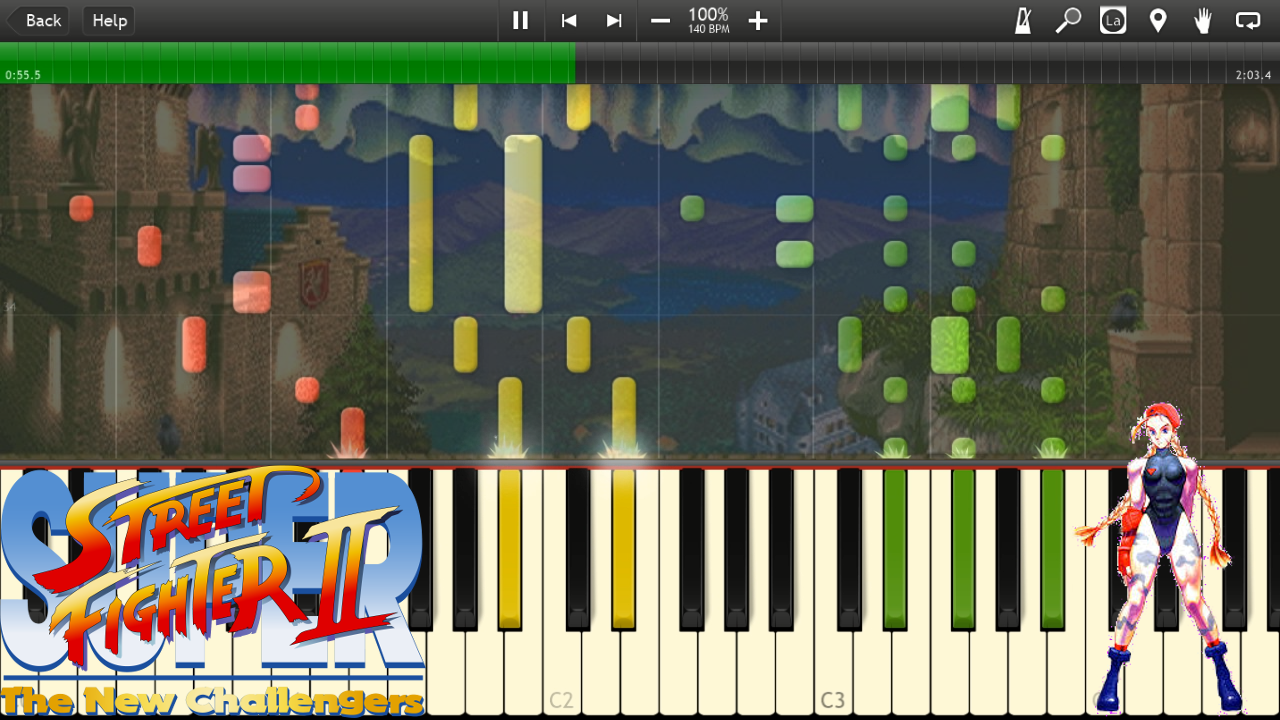 Back
Help
100%
140 BPM
La
0:55.5
2:03.4
34
SUPER
STREET
FIGHTER II
The New Challengers
C2
C3